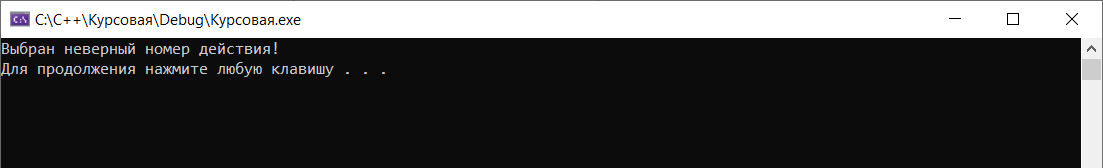 C:\C++\Курсовая\Debug\Курсовая.exe
Выбран неверный номер действия!
Для продолжения нажмите любую клавишу . . .